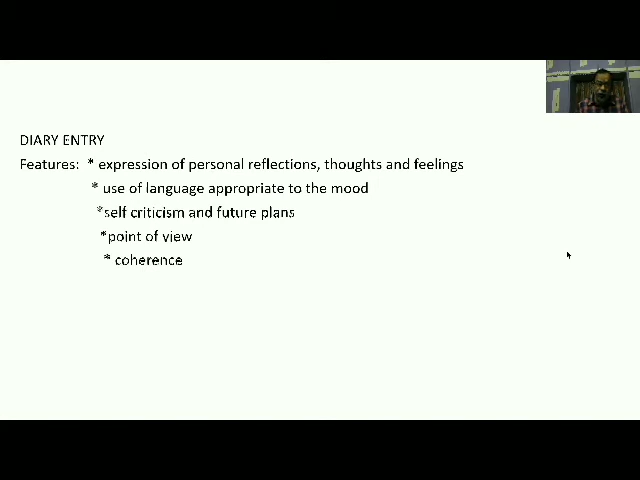 DIARY ENTRY
Features: * expression of personal reflections, thoughts and feelings
* use of language appropriate to the mood
*self criticism and future plans
*point of view
* coherence